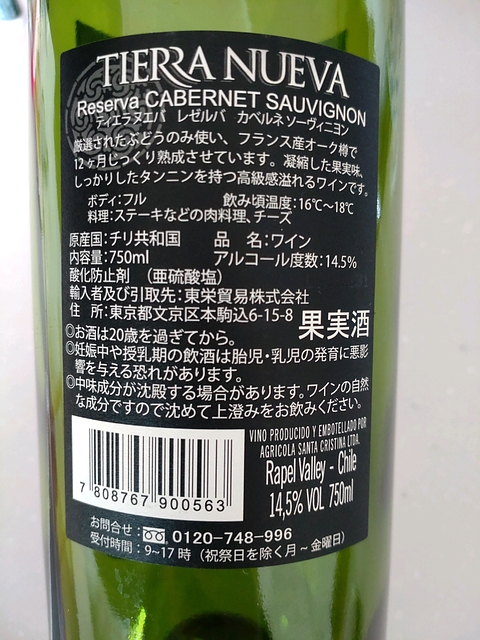 TIERRA NUEVA
Reserva CABERNET SAUVIGNON
ティエラヌエバ レゼルバ カベルネソーヴィニヨン
厳選されたぶどうのみ使い、フランス産オーク樽で
12ヶ月じっくり熟成させています。凝縮した果実味、
しっかりしたタンニンを持つ高級感溢れるワインです。
ボディ:フル 飲み頃温度:16℃〜18℃
料理:ステーキなどの肉料理、チーズ
原産国:チリ共和国 品 名:ワイン
内容量:750ml アルコール度数:14.5%
酸化防止剤 (亜硫酸塩)
輸入者及び引取先:東栄貿易株式会社
住 所:東京都文京区本駒込6-15-8
果実酒
◎お酒は20歳を過ぎてから。
◎妊娠中や授乳期の飲酒は胎児・乳児の発育に悪影
響を与える恐れがあります。
◎中味成分が沈殿する場合があります。ワインの自然
な成分ですので沈めて上澄みをお飲みください。
VINO PRODUCIDO Y EMBOTELLADO POR
AGRICOLA SANTA CRISTINA LTDA.
Rapel Valley - Chile
14,5% VOL 750ml
7 808767 900563
お問合せ: 0120-748-996
受付時間:9~17時(祝祭日を除く月~金曜日)